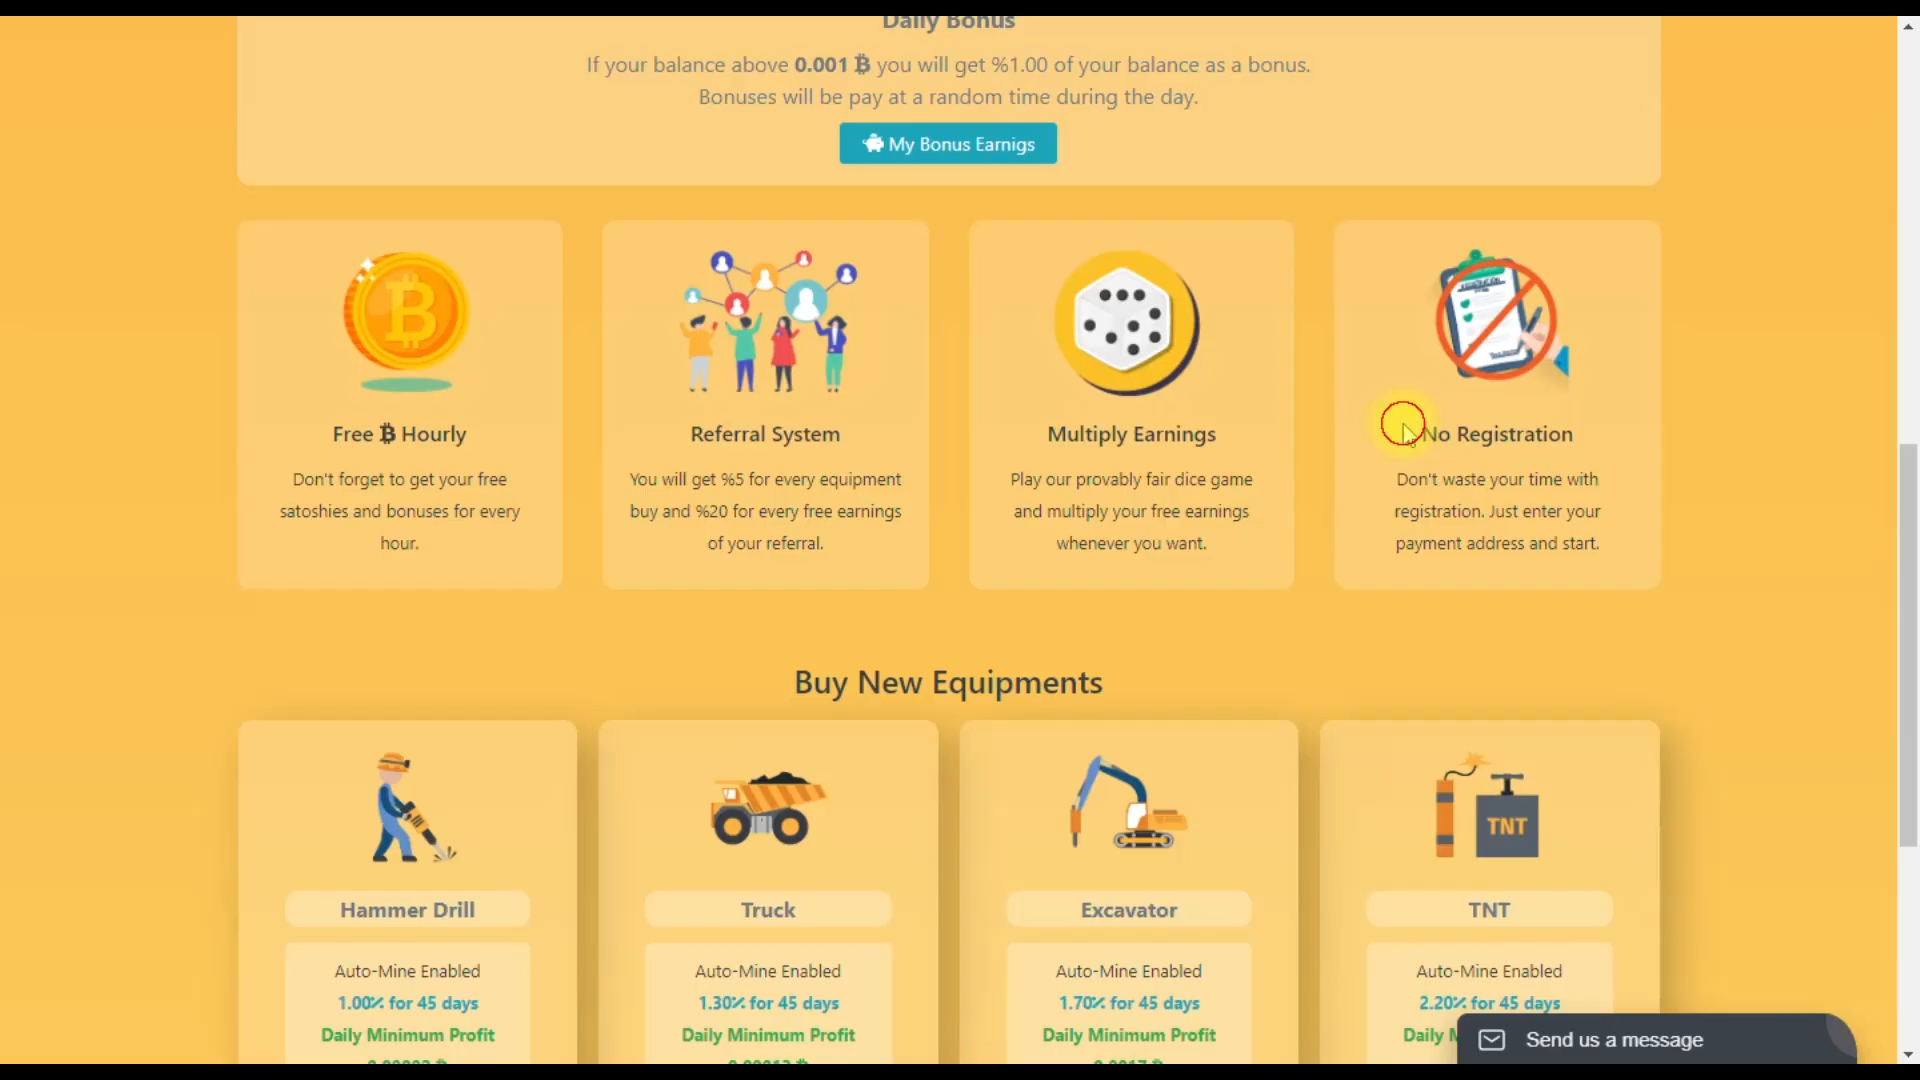 Daily Bonus
If your balance above 0.001 ₿ you will get %1.00 of your balance as a bonus.
Bonuses will be pay at a random time during the day.
My Bonus Earnigs
Free ₿ Hourly
Don't forget to get your free
satoshies and bonuses for every
hour.
Referral System
You will get %5 for every equipment
buy and %20 for every free earnings
of your referral.
Multiply Earnings
Play our provably fair dice game
and multiply your free earnings
whenever you want.
No Registration
Don't waste your time with
registration. Just enter your
payment address and start.
Buy New Equipments
TNT
Hammer Drill
Auto-Mine Enabled
1.00% for 45 days
Daily Minimum Profit
Truck
Auto-Mine Enabled
1.30% for 45 days
Daily Minimum Profit
Excavator
Auto-Mine Enabled
1.70% for 45 days
Daily Minimum Profit
TNT
Auto-Mine Enabled
2.20% for 45 days
Daily
Send us a message